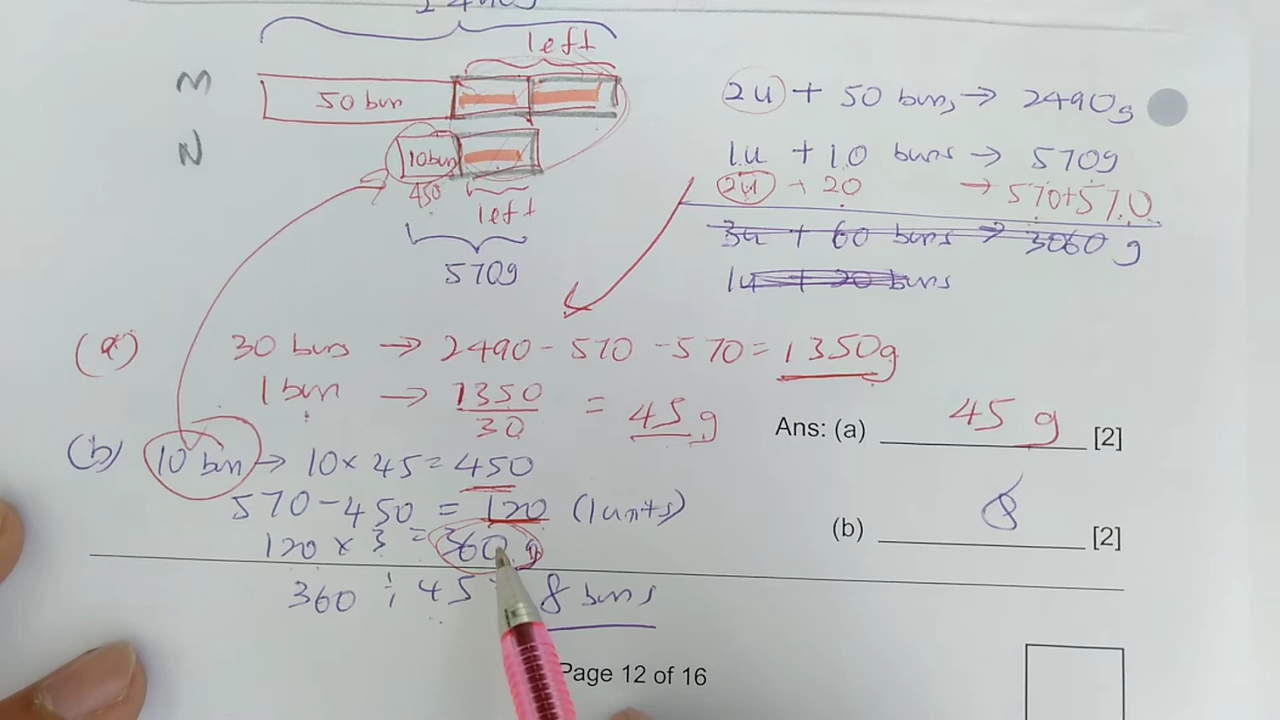 left
M 50 bun
N 10bun
450
left
570g
2u + 50 buns → 2490g
1u + 10 buns → 570g
2u + 20 → 570+570
3u + 60 buns → 3060 g
1u + 20 buns
(a) 30 buns → 2490 - 570 - 570 = 1350g
1 bun → 1350/30 = 45 g
Ans: (a) 45 g [2]
(b) 10 bun → 10 × 45 = 450
570 - 450 = 120 (1 units)
(b) 8 [2]
120 × 3 = 360 g
360 ÷ 45 = 8 buns
Page 12 of 16